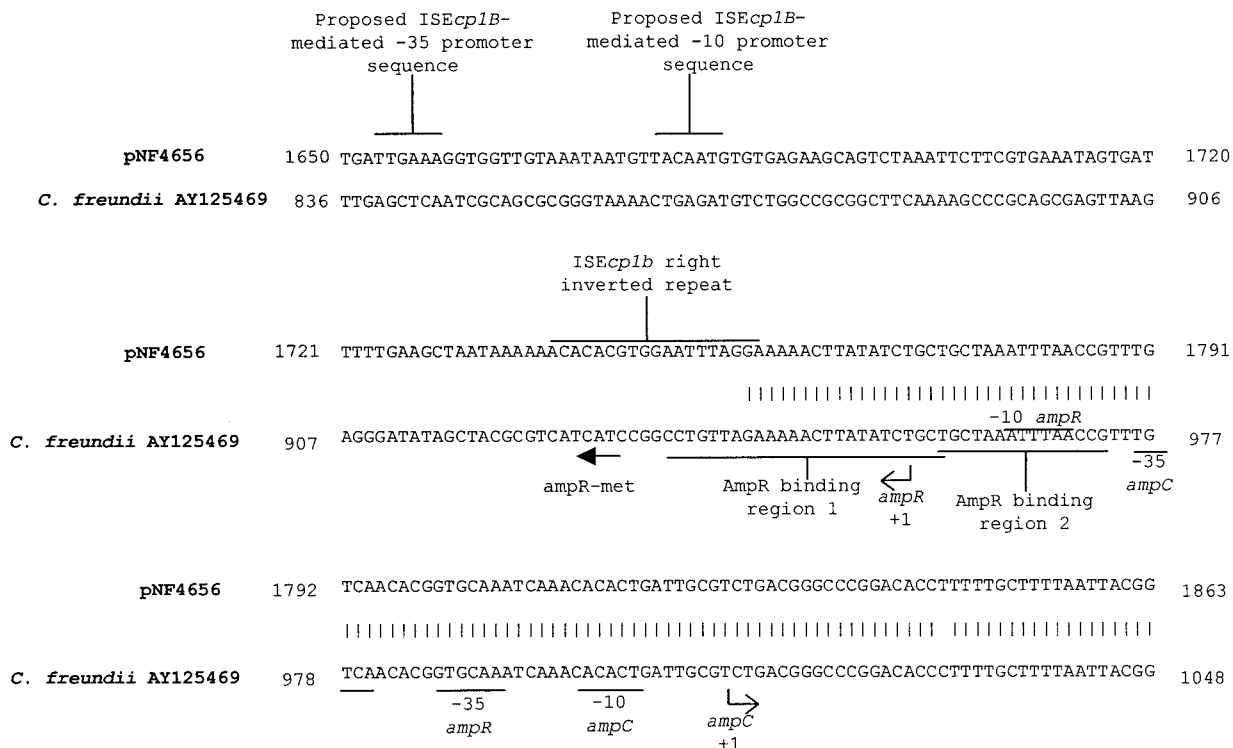 Proposed ISEcp1B-
mediated -35 promoter
sequence
Proposed ISEcp1B-
mediated -10 promoter
sequence
pNF4656 1650 TGATTGAAAGGTGGTTGTAAATAATGTTACAATGTGTGAGAAGCAGTCTAAATTCTTCGTGAAATAGTGAT 1720
C. freundii AY125469 836 TTGAGCTCAATCGCAGCGCGGGTAAAACTGAGATGTCTGGCCGCGGCTTCAAAAGCCCGCAGCGAGTTAAG 906
ISEcp1b right
inverted repeat
pNF4656 1721 TTTTGAAGCTAATAAAAAACACACGTGGAATTTAGGAAAAACTTATATCTGCTGCTAAATTTAACCGTTTG 1791
-10 ampR
C. freundii AY125469 907 AGGGATATAGCTACGCGTCATCATCCGGCCTGTTAGAAAAACTTATATCTGCTGCTAAATTTAACCGTTTG 977
ampR-met
AmpR binding
region 1
ampR
+1
AmpR binding
region 2
-35
ampC
pNF4656 1792 TCAACACGGTGCAAATCAAACACACTGATTGCGTCTGACGGGCCCGGACACCTTTTTGCTTTTAATTACGG 1863
C. freundii AY125469 978 TCAACACGGTGCAAATCAAACACACTGATTGCGTCTGACGGGCCCGGACACCCTTTTGCTTTTAATTACGG 1048
-35
ampR
-10
ampC
ampC
+1